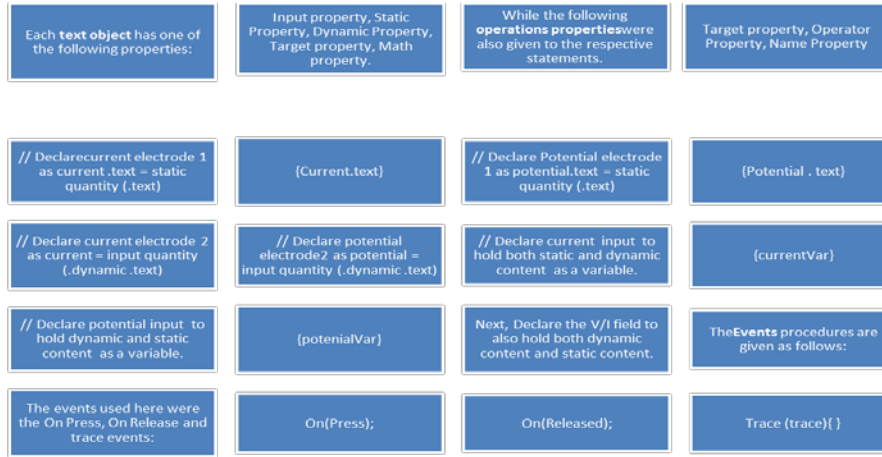 Each text object has one of
the following properties:
Input property, Static
Property, Dynamic Property,
Target property, Math
property.
While the following
operations propertieswere
also given to the respective
statements.
Target property, Operator
Property, Name Property
// Declarecurrent electrode 1
as current .text = static
quantity (.text)
{Current.text}
// Declare Potential electrode
1 as potential.text = static
quantity (.text)
{Potential . text}
// Declare current electrode 2
as current = input quantity
(.dynamic .text)
// Declare potential
electrode2 as potential =
input quantity (.dynamic .text)
// Declare current input to
hold both static and dynamic
content as a variable.
{currentVar}
// Declare potential input to
hold dynamic and static
content as a variable.
{potenialVar}
Next, Declare the V/I field to
also hold both dynamic
content and static content.
TheEvents procedures are
given as follows:
The events used here were
the On Press, On Release and
trace events:
On(Press);
On(Released);
Trace (trace){ }